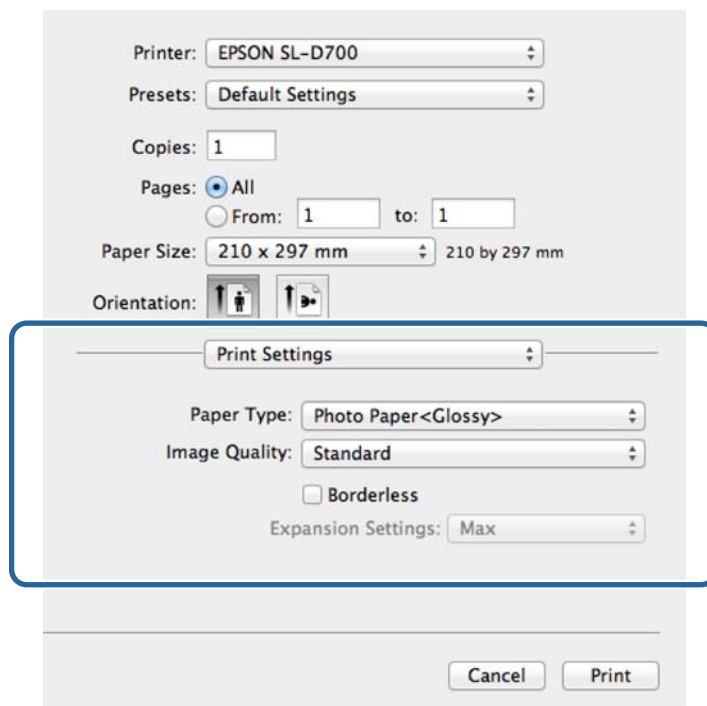 Printer: EPSON SL-D700
Presets: Default Settings
Copies: 1
Pages: All
From: 1 to: 1
Paper Size: 210 x 297 mm 210 by 297 mm
Orientation:
Print Settings
Paper Type: Photo Paper<Glossy>
Image Quality: Standard
Borderless
Expansion Settings: Max
Cancel Print